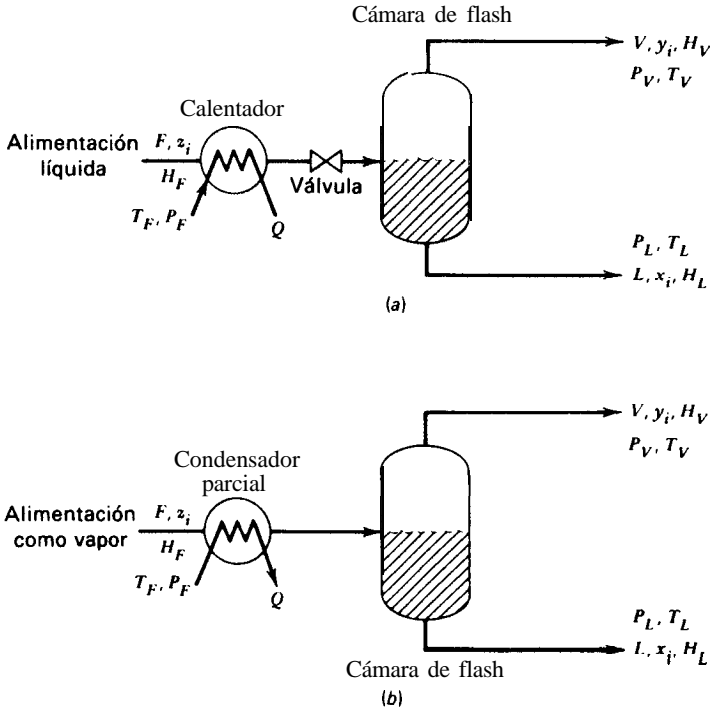 Cámara de flash
V, y_i, H_V
P_V, T_V
Calentador
Alimentación
líquida
F, z_i
H_F
Válvula
T_F, P_F
Q
P_L, T_L
L, x_i, H_L
(a)
V, y_i, H_V
P_V, T_V
Condensador
parcial
Alimentación
como vapor
F, z_i
H_F
T_F, P_F
Q
P_L, T_L
L, x_i, H_L
Cámara de flash
(b)